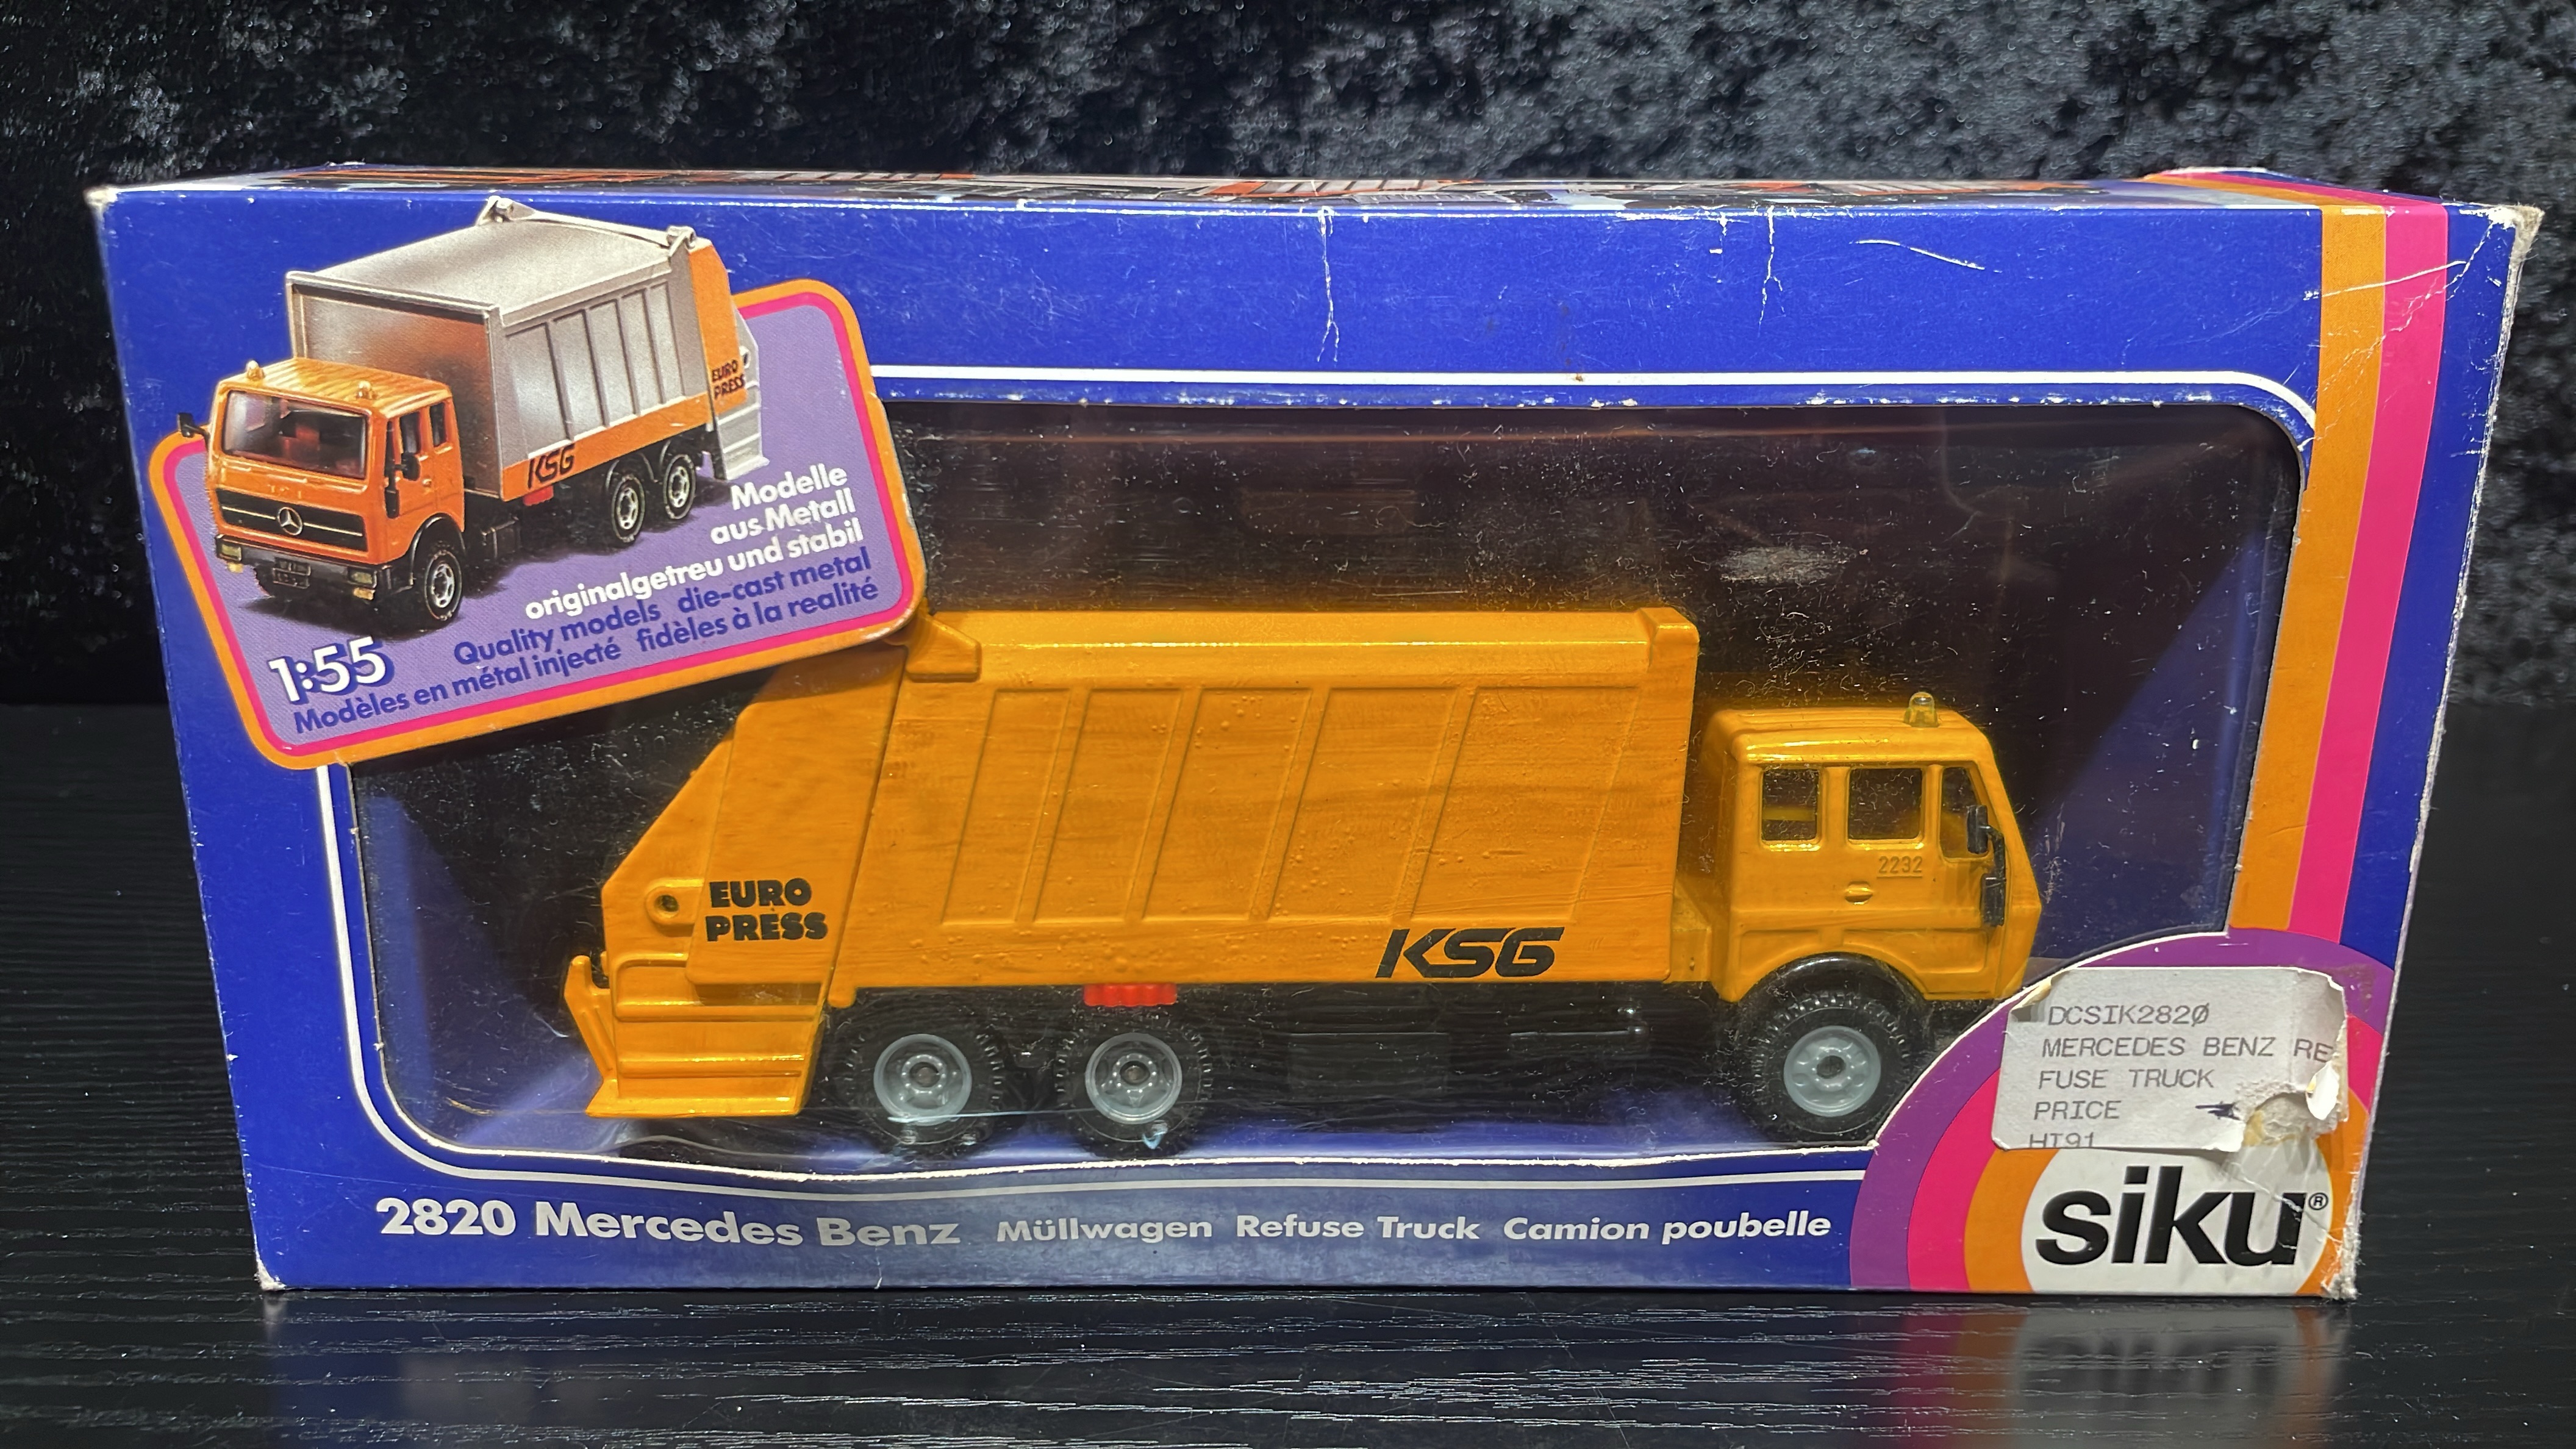 EURO
PRESS
KSG
Modelle
aus Metall
originalgetreu und stabil
Quality models die-cast metal
1:55
Modèles en métal injecté fidèles à la realité
2232
EURO
PRESS
KSG
DCSIK2820
MERCEDES BENZ RE
FUSE TRUCK
PRICE
HT91
2820 Mercedes Benz Müllwagen Refuse Truck Camion poubelle
siku®